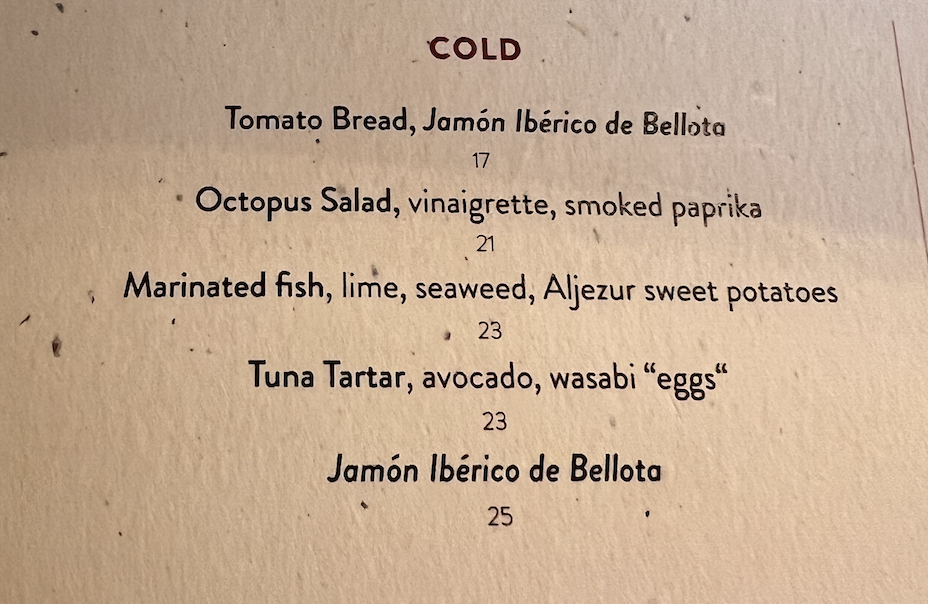 COLD
Tomato Bread, Jamón Ibérico de Bellota
17
Octopus Salad, vinaigrette, smoked paprika
21
Marinated fish, lime, seaweed, Aljezur sweet potatoes
23
Tuna Tartar, avocado, wasabi “eggs“
23
Jamón Ibérico de Bellota
25